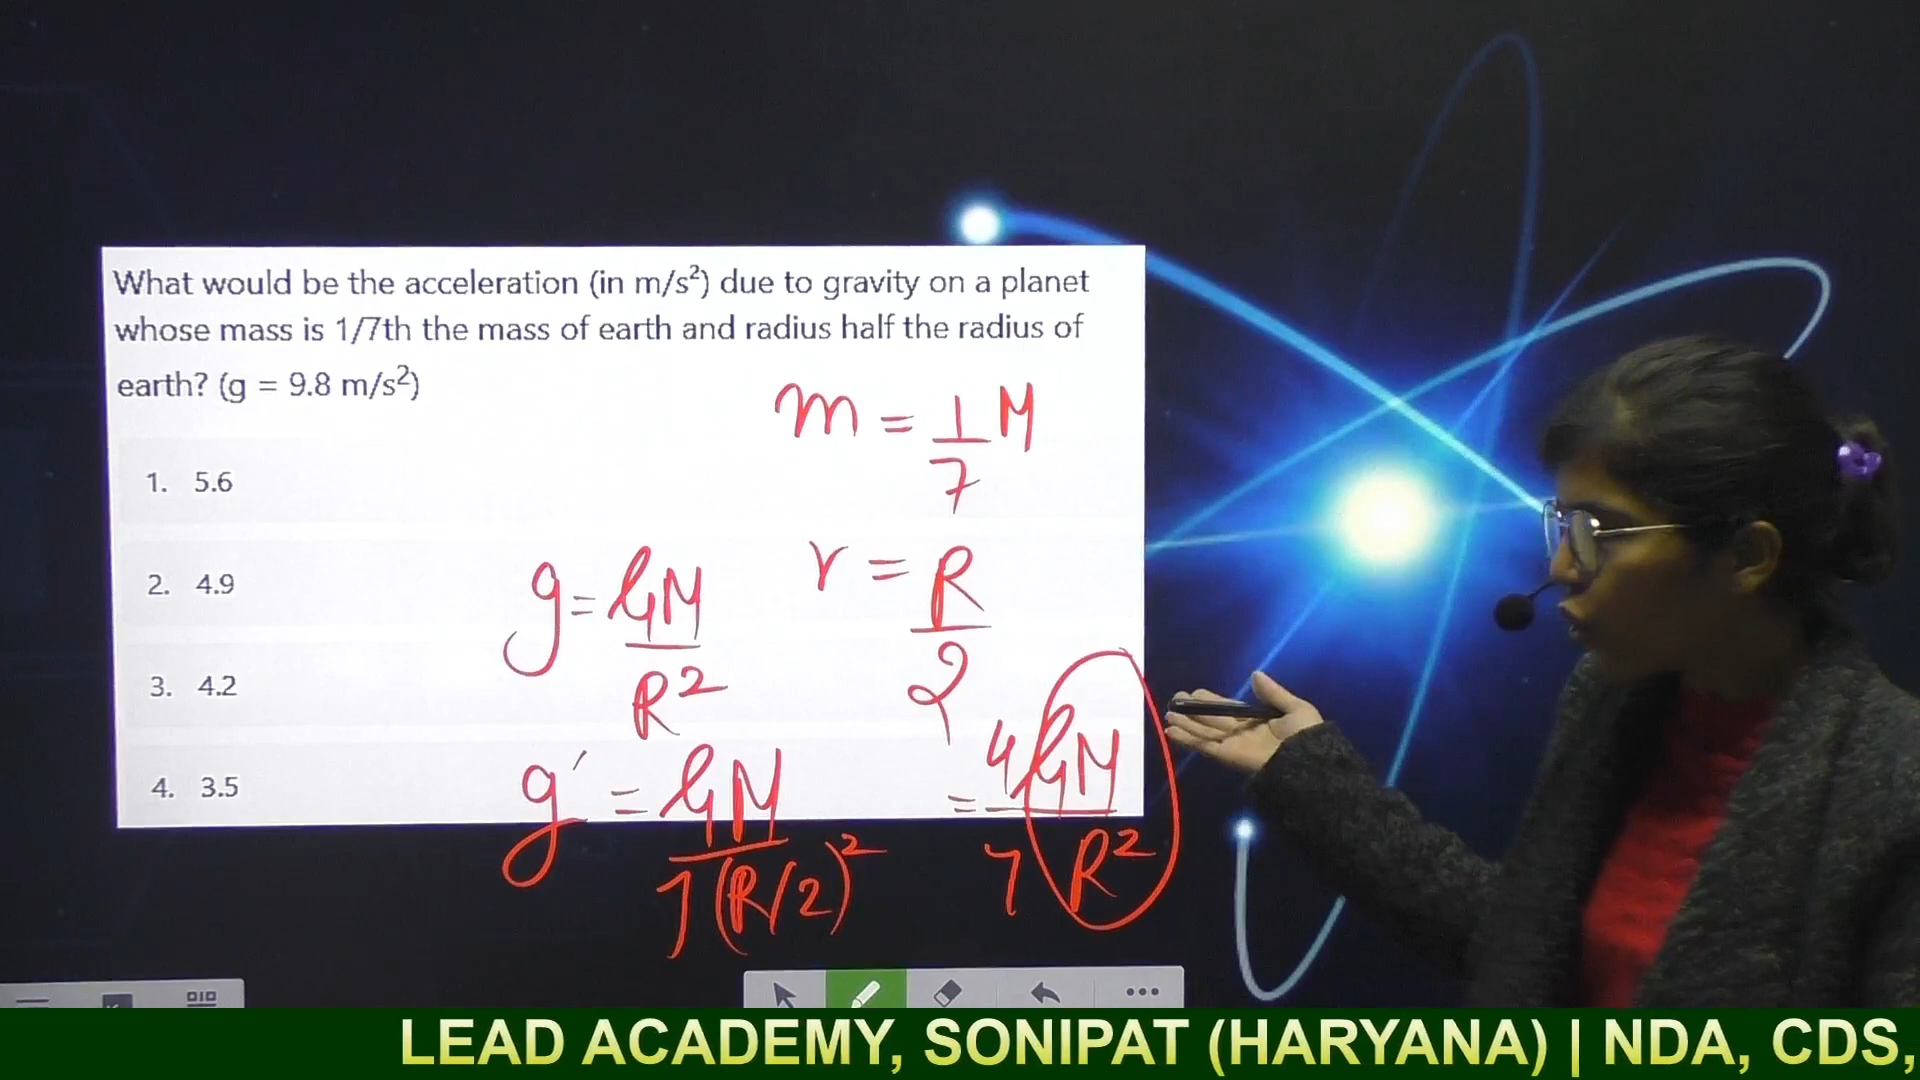 What would be the acceleration (in m/s²) due to gravity on a planet
whose mass is 1/7th the mass of earth and radius half the radius of
earth? (g = 9.8 m/s²)
m = 1/7 M
1. 5.6
2. 4.9
3. 4.2
4. 3.5
g = GM/R²
r = R/2
g' = GM/7(R/2)²
= 4GM/7R²
LEAD ACADEMY, SONIPAT (HARYANA) | NDA, CDS,